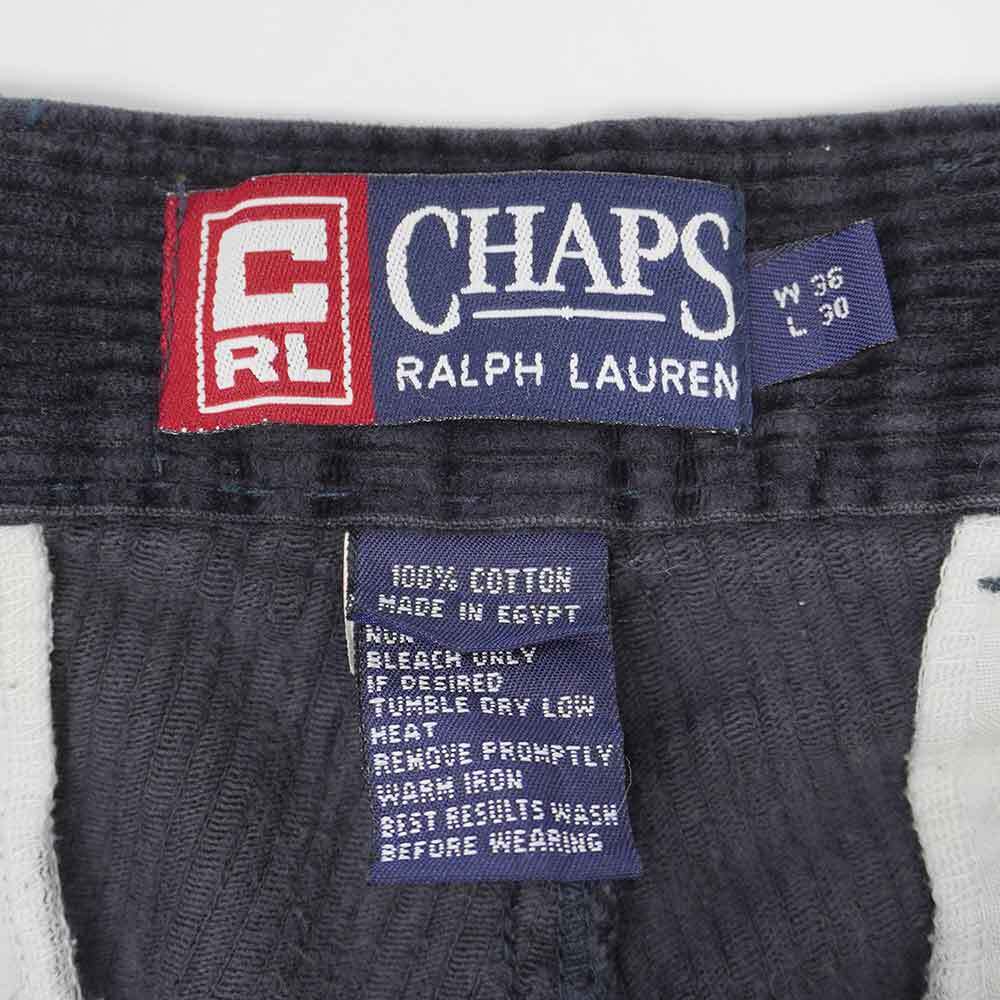 C
RL
CHAPS
RALPH LAUREN
W 36
L 30
100% COTTON
MADE IN EGYPT
NON
BLEACH ONLY
IF DESIRED
TUMBLE DRY LOW
HEAT
REMOVE PROMPTLY
WARM IRON
BEST RESULTS WASH
BEFORE WEARING